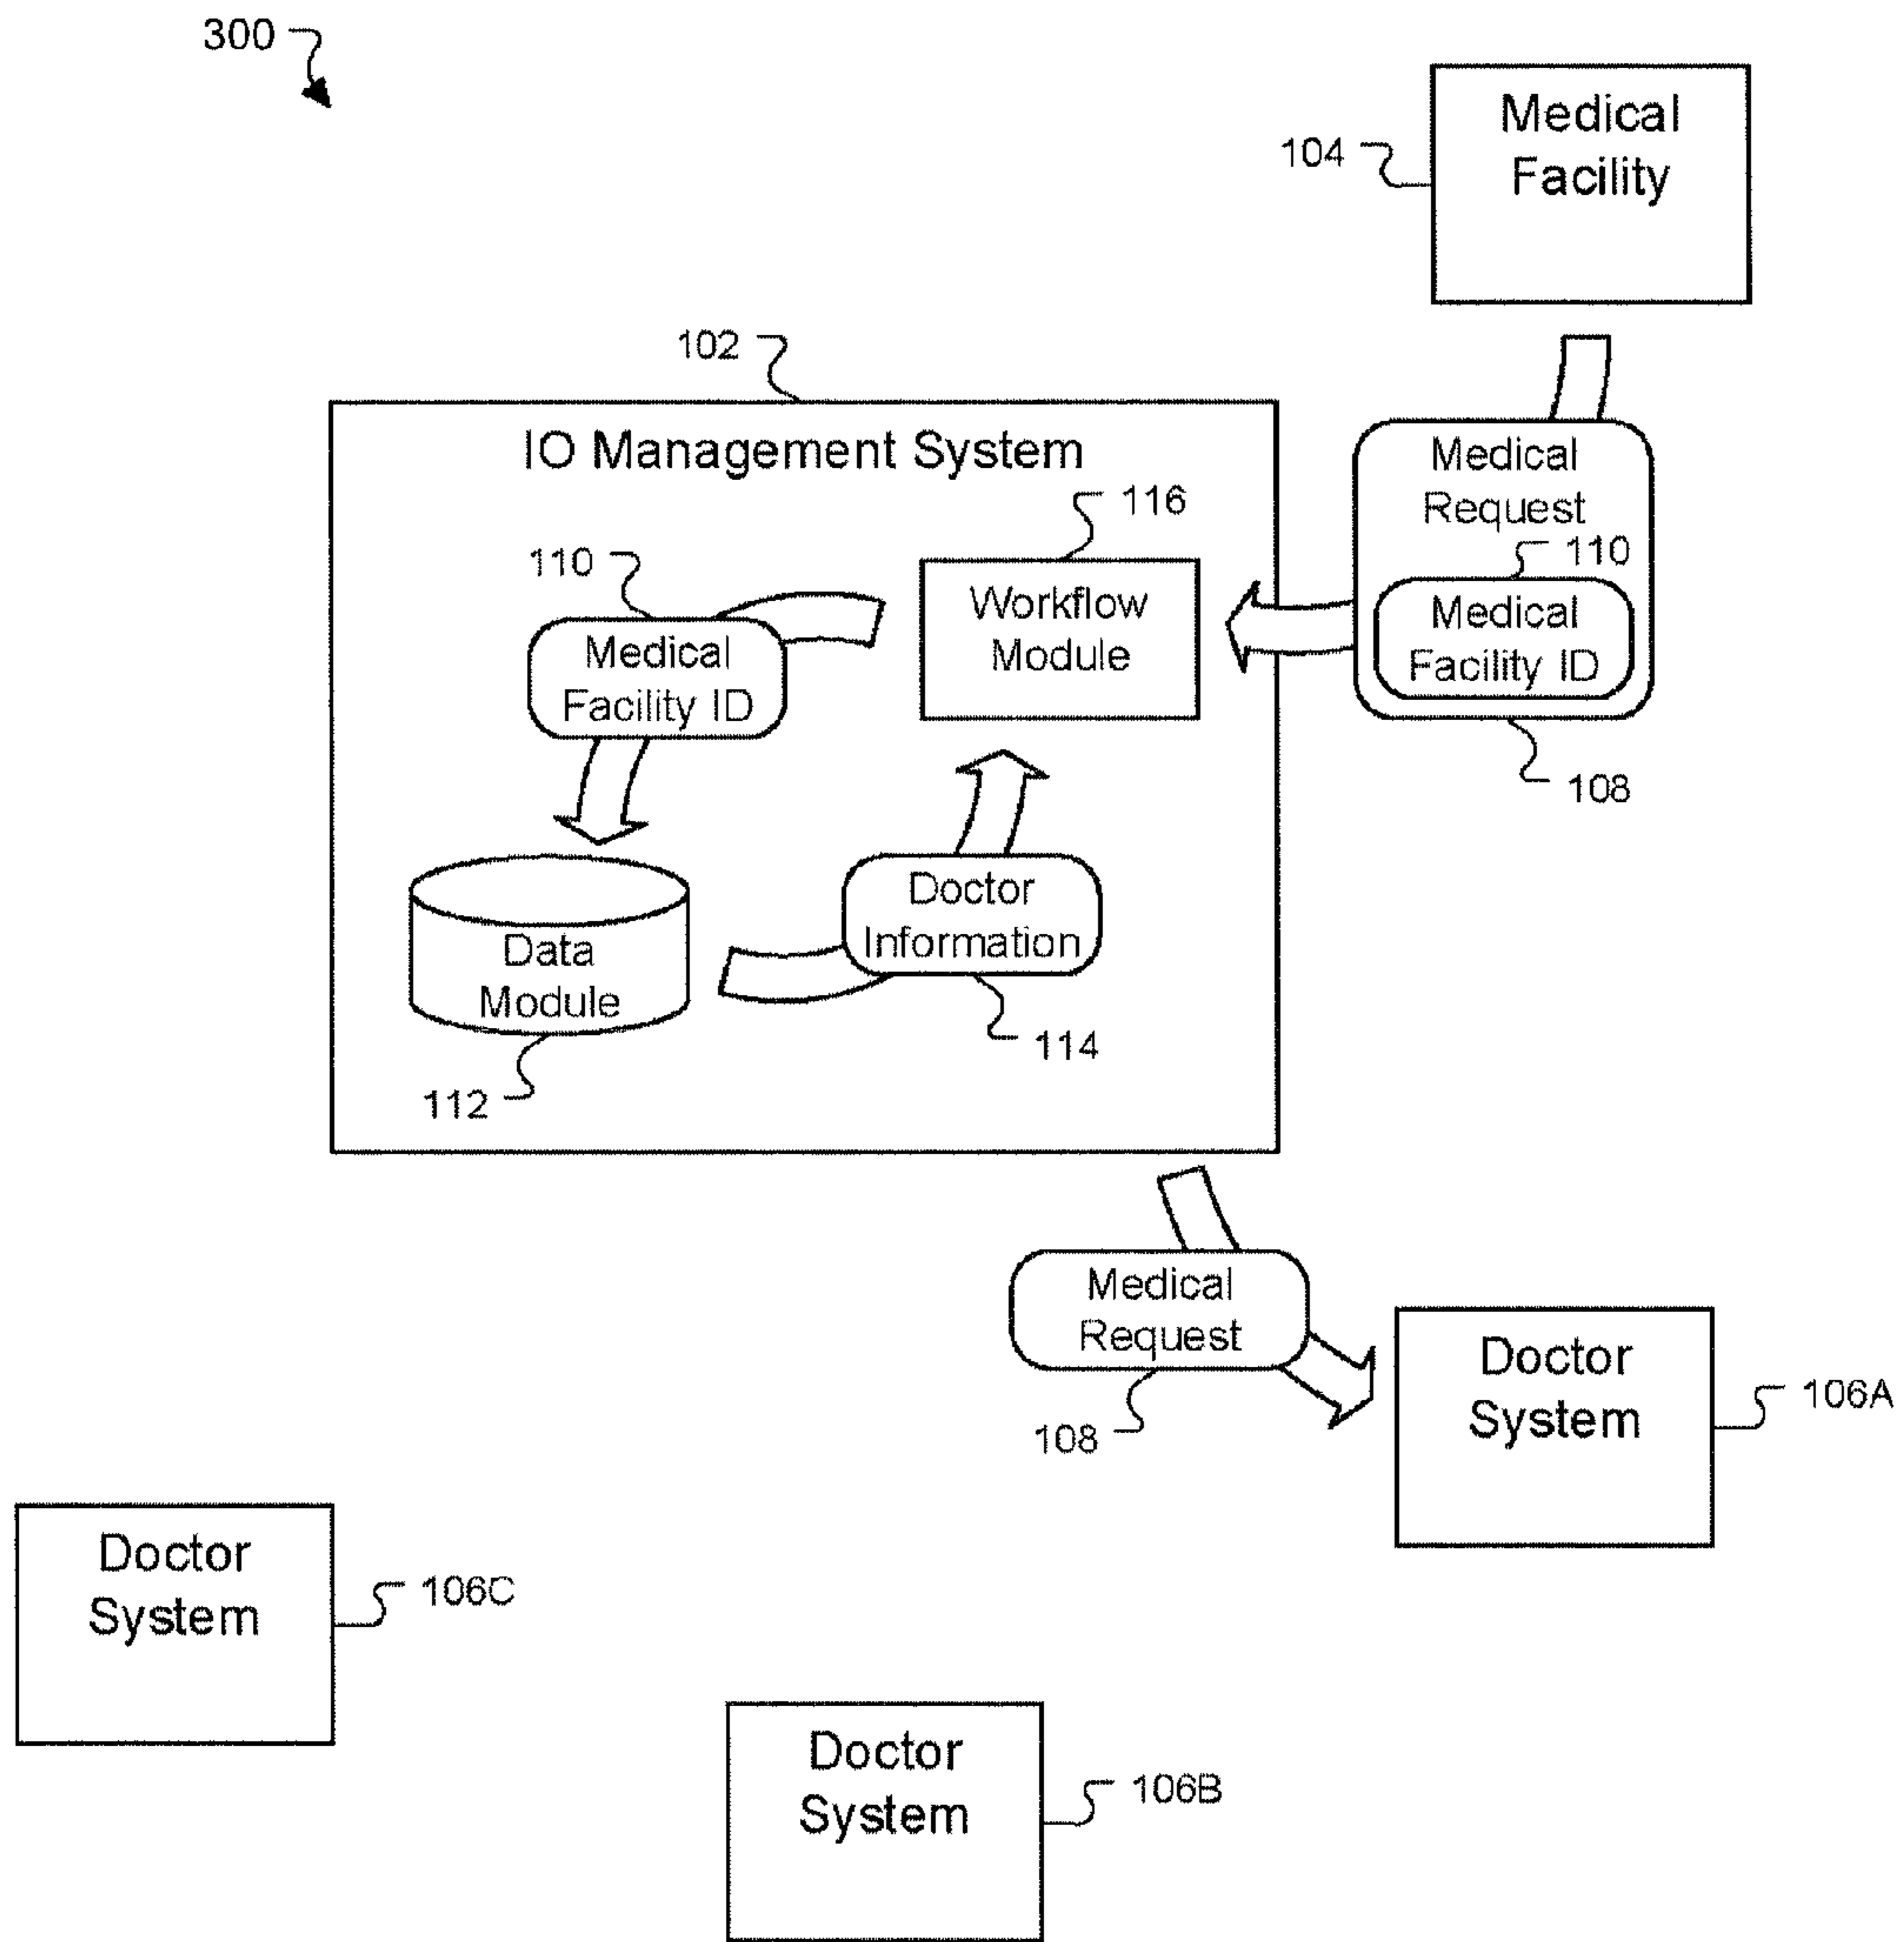 300
Medical
Facility
104
102
IO Management System
116
110
Workflow
Module
Medical
Facility ID
Medical
Request
110
Medical
Facility ID
108
Data
Module
112
Doctor
Information
114
Medical
Request
108
Doctor
System
106A
Doctor
System
106C
Doctor
System
106B